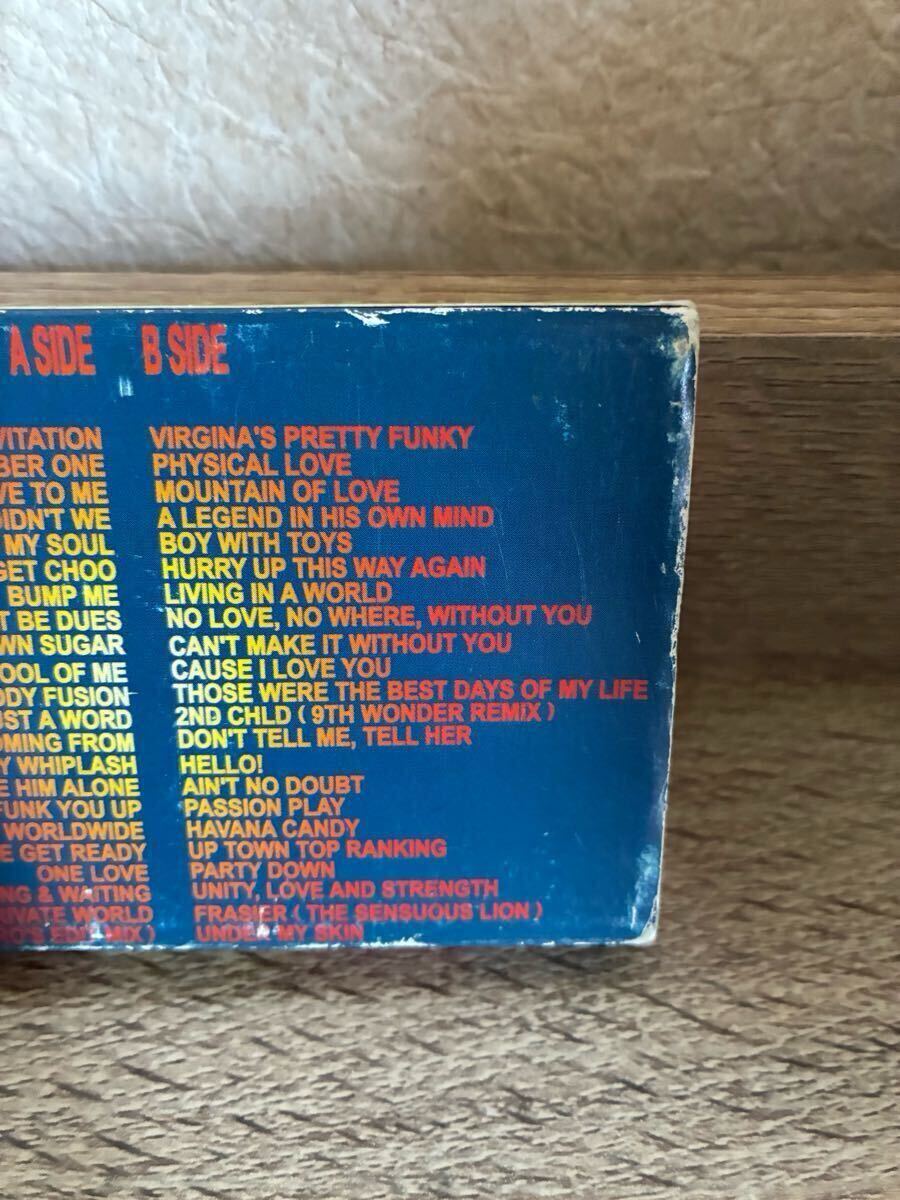 A SIDE B SIDE
VITATION VIRGINA'S PRETTY FUNKY
BER ONE PHYSICAL LOVE
VE TO ME MOUNTAIN OF LOVE
DIDN'T WE A LEGEND IN HIS OWN MIND
MY SOUL BOY WITH TOYS
GET CHOO HURRY UP THIS WAY AGAIN
BUMP ME LIVING IN A WORLD
T BE DUES NO LOVE, NO WHERE, WITHOUT YOU
WN SUGAR CAN'T MAKE IT WITHOUT YOU
OOL OF ME CAUSE I LOVE YOU
DDY FUSION THOSE WERE THE BEST DAYS OF MY LIFE
UST A WORD 2ND CHLD ( 9TH WONDER REMIX )
OMING FROM DON'T TELL ME, TELL HER
Y WHIPLASH HELLO!
E HIM ALONE AIN'T NO DOUBT
FUNK YOU UP PASSION PLAY
WORLDWIDE HAVANA CANDY
E GET READY UP TOWN TOP RANKING
ONE LOVE PARTY DOWN
NG & WAITING UNITY, LOVE AND STRENGTH
RIVATE WORLD FRASIER ( THE SENSUOUS LION )
RO'S EDIT MIX ) UNDER MY SKIN